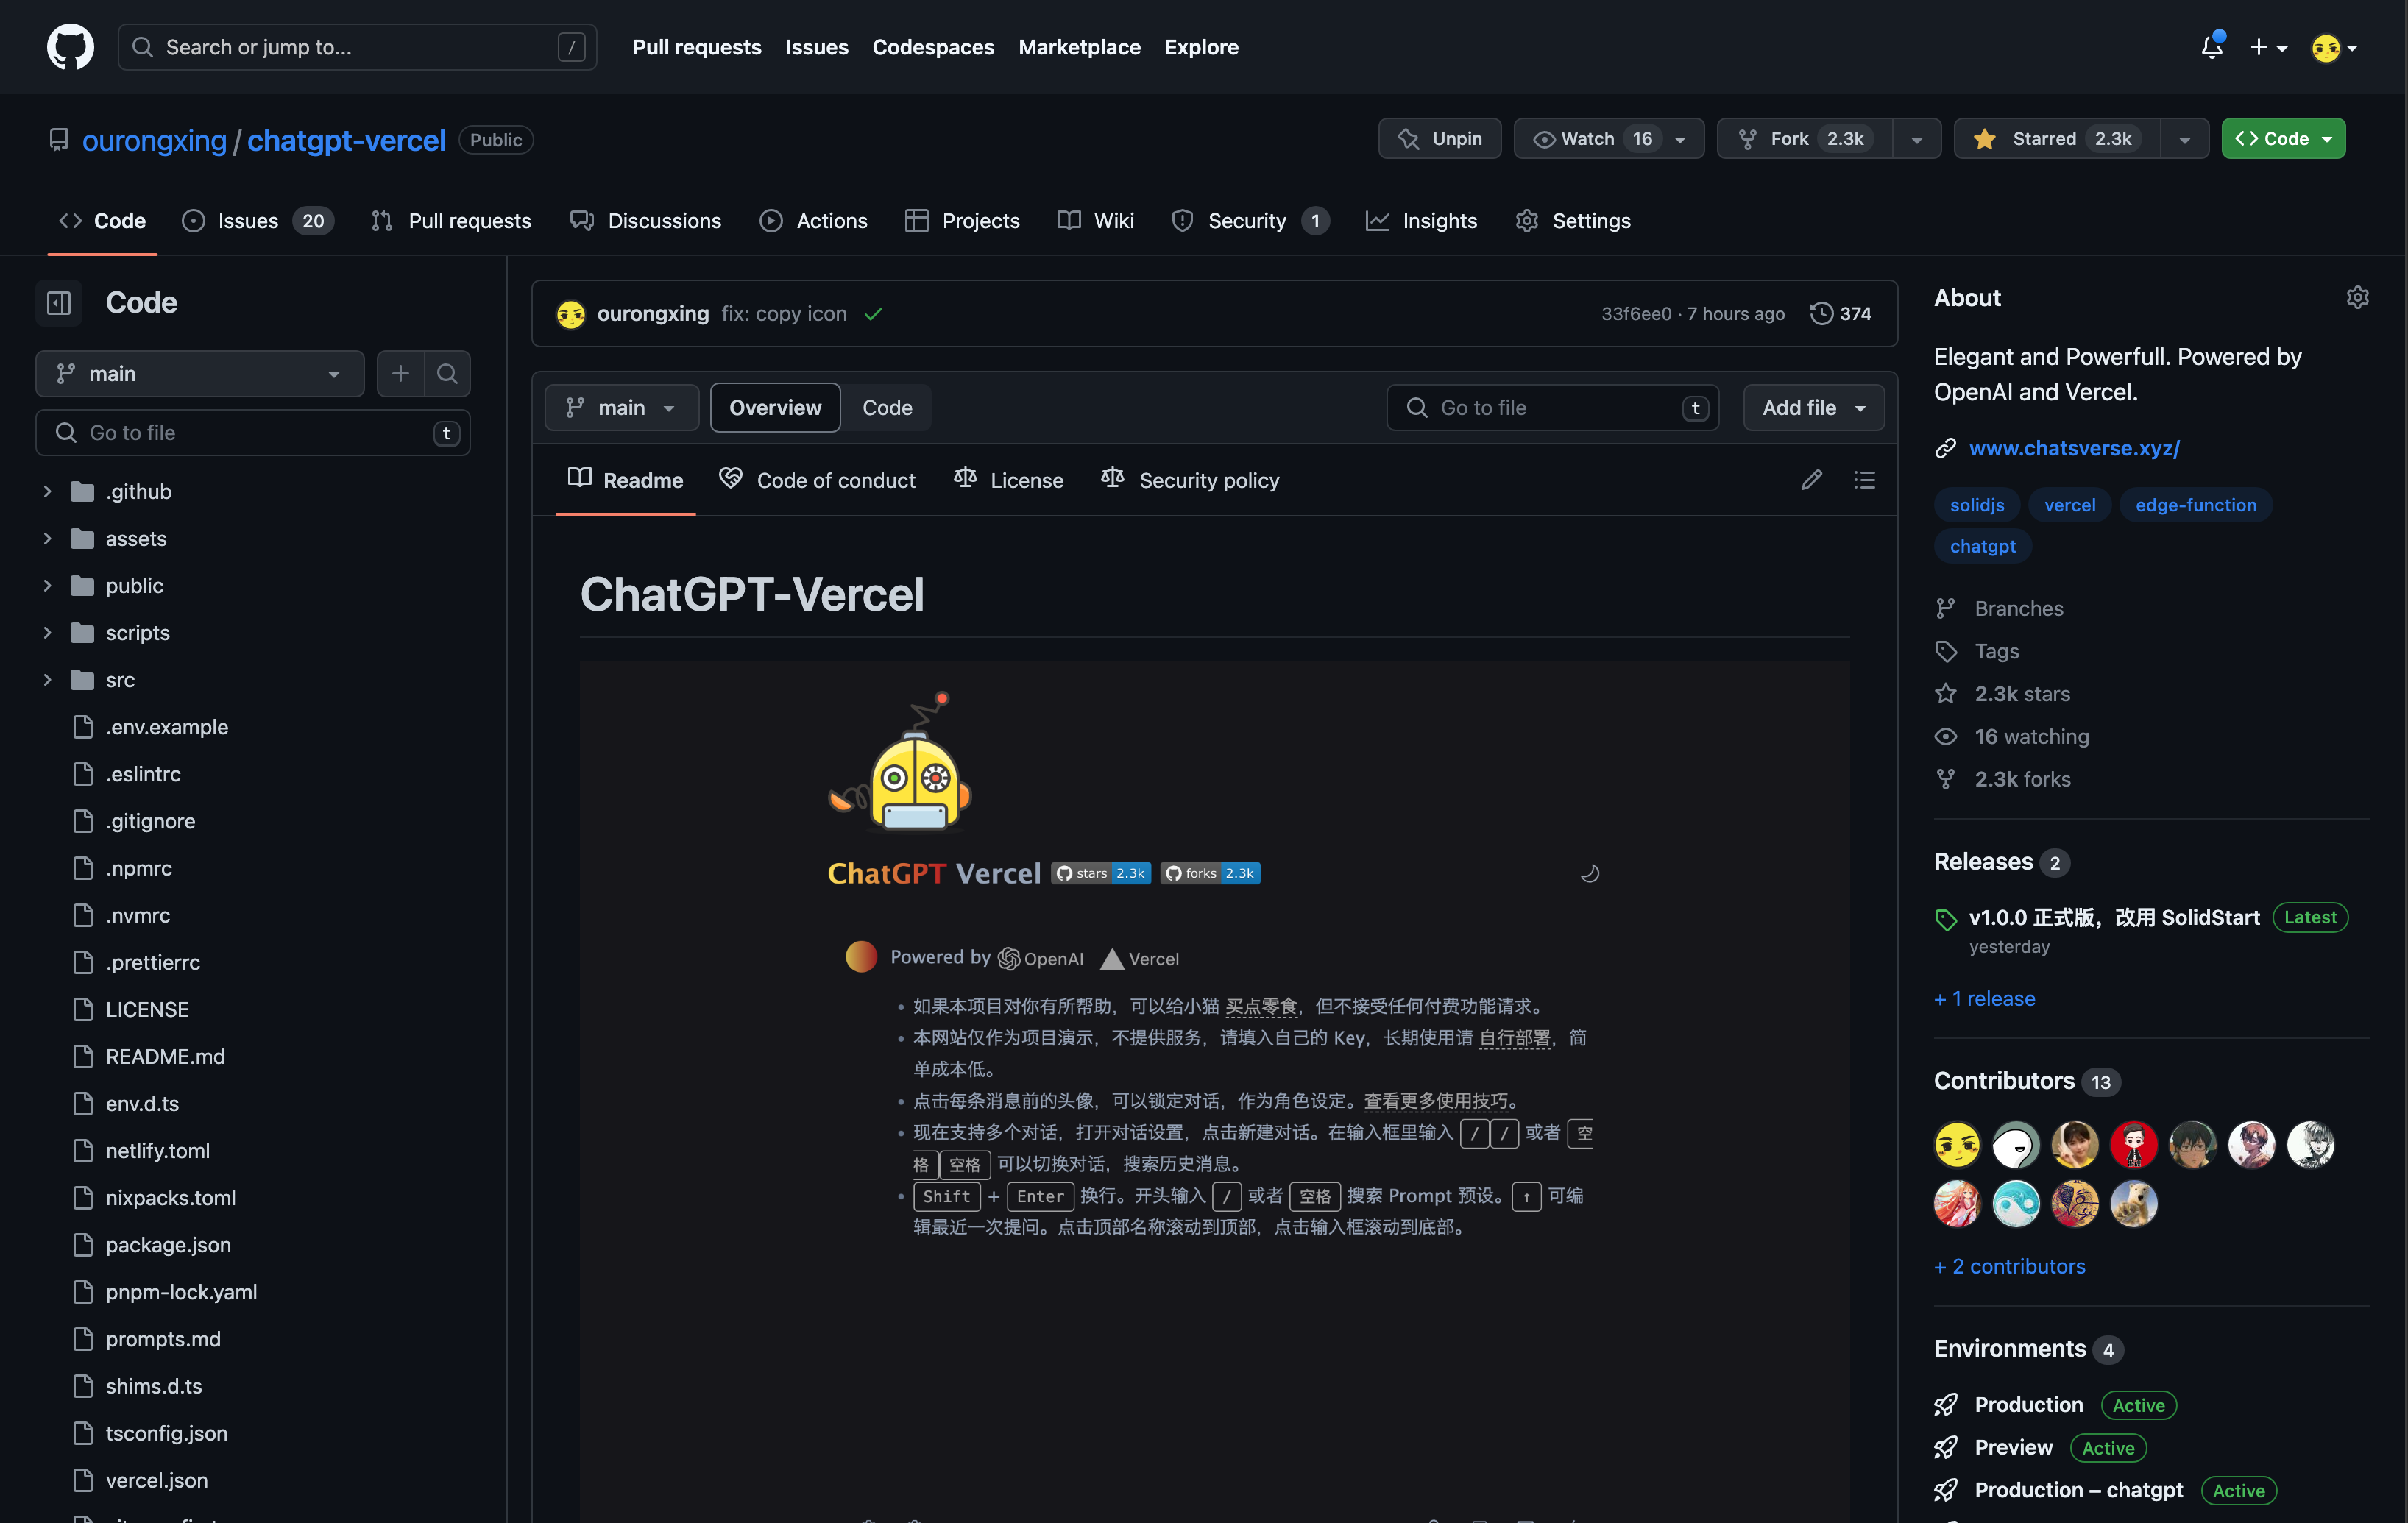 Search or jump to...
/
Pull requests
Issues
Codespaces
Marketplace
Explore
ourongxing / chatgpt-vercel
Public
Unpin
Watch 16
Fork 2.3k
Starred 2.3k
Code
Code
Issues 20
Pull requests
Discussions
Actions
Projects
Wiki
Security 1
Insights
Settings
Code
main
Go to file
t
.github
assets
public
scripts
src
.env.example
.eslintrc
.gitignore
.npmrc
.nvmrc
.prettierrc
LICENSE
README.md
env.d.ts
netlify.toml
nixpacks.toml
package.json
pnpm-lock.yaml
prompts.md
shims.d.ts
tsconfig.json
vercel.json
ourongxing fix: copy icon
33f6ee0 · 7 hours ago
374
main
Overview
Code
Go to file
t
Add file
Readme
Code of conduct
License
Security policy
ChatGPT-Vercel
ChatGPT Vercel
stars 2.3k
forks 2.3k
Powered by OpenAI Vercel
• 如果本项目对你有所帮助，可以给小猫 买点零食，但不接受任何付费功能请求。
• 本网站仅作为项目演示，不提供服务，请填入自己的 Key，长期使用请 自行部署，简
单成本低。
• 点击每条消息前的头像，可以锁定对话，作为角色设定。查看更多使用技巧。
• 现在支持多个对话，打开对话设置，点击新建对话。在输入框里输入 / / 或者 空
格 空格 可以切换对话，搜索历史消息。
• Shift + Enter 换行。开头输入 / 或者 空格 搜索 Prompt 预设。↑ 可编
辑最近一次提问。点击顶部名称滚动到顶部，点击输入框滚动到底部。
About
Elegant and Powerfull. Powered by
OpenAI and Vercel.
www.chatsverse.xyz/
solidjs
vercel
edge-function
chatgpt
Branches
Tags
2.3k stars
16 watching
2.3k forks
Releases 2
v1.0.0 正式版，改用 SolidStart
Latest
yesterday
+ 1 release
Contributors 13
+ 2 contributors
Environments 4
Production Active
Preview Active
Production – chatgpt Active